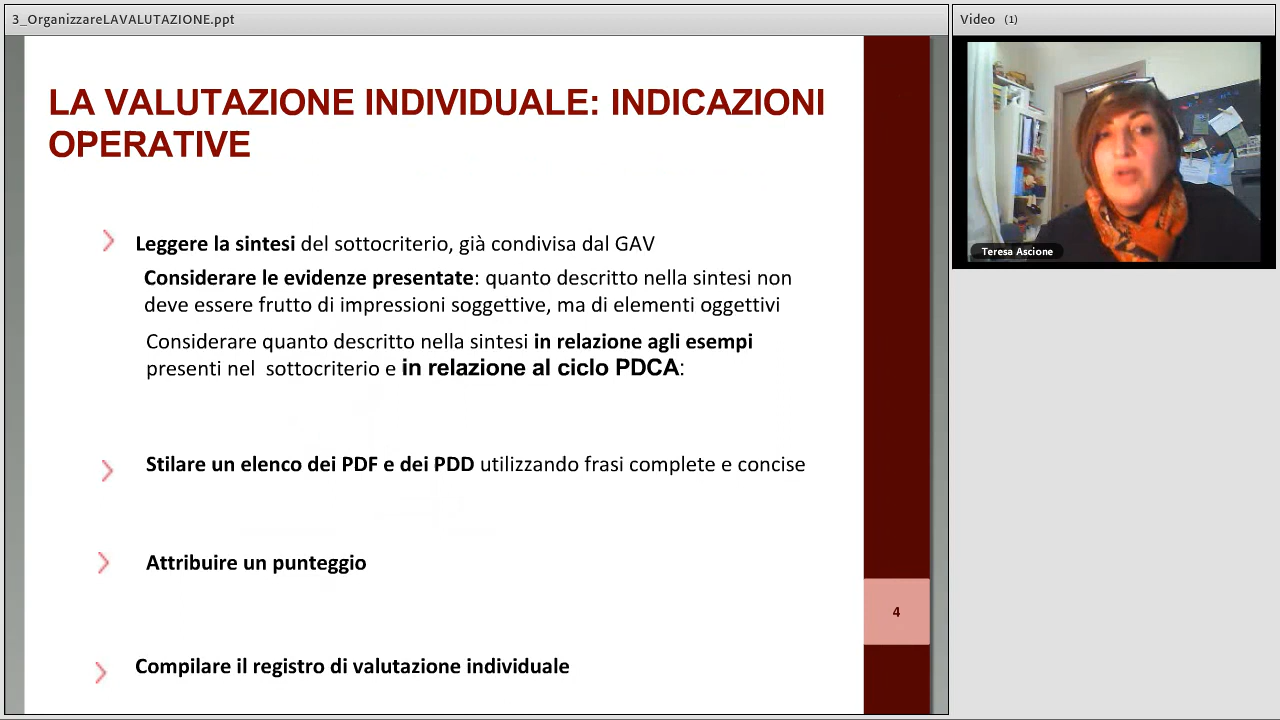 3_OrganizzareLAVALUTAZIONE.ppt
Video (1)
LA VALUTAZIONE INDIVIDUALE: INDICAZIONI
OPERATIVE
Teresa Ascione
Leggere la sintesi del sottocriterio, già condivisa dal GAV
Considerare le evidenze presentate: quanto descritto nella sintesi non
deve essere frutto di impressioni soggettive, ma di elementi oggettivi
Considerare quanto descritto nella sintesi in relazione agli esempi
presenti nel sottocriterio e in relazione al ciclo PDCA:
Stilare un elenco dei PDF e dei PDD utilizzando frasi complete e concise
Attribuire un punteggio
4
Compilare il registro di valutazione individuale